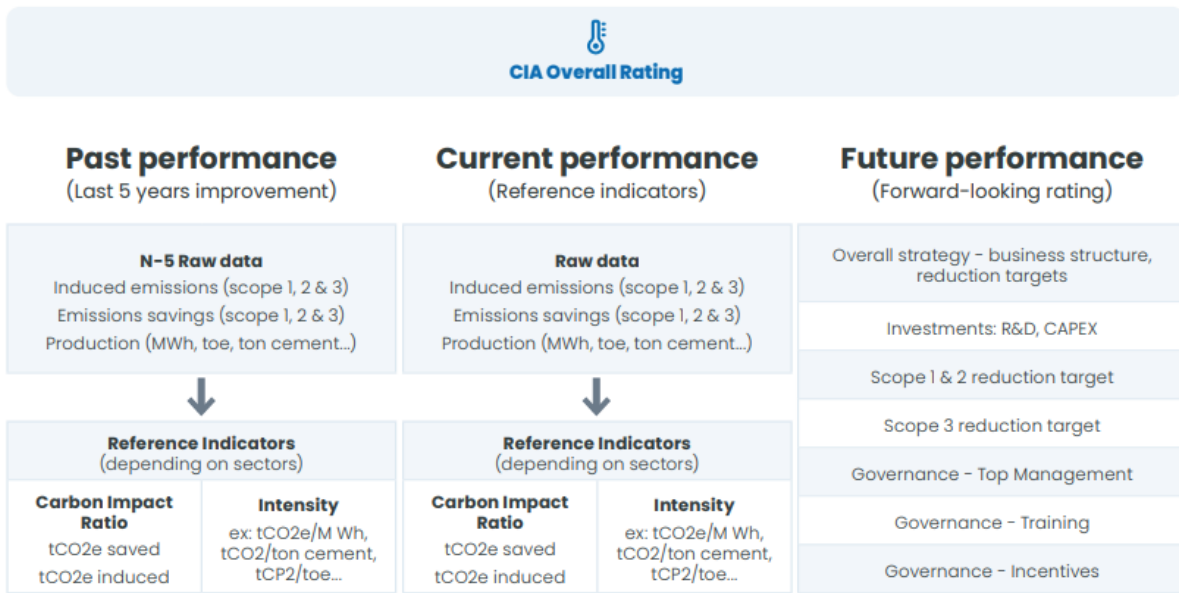 CIA Overall Rating
Past performance
(Last 5 years improvement)
N-5 Raw data
Induced emissions (scope 1, 2 & 3)
Emissions savings (scope 1, 2 & 3)
Production (MWh, toe, ton cement...)
Reference Indicators
(depending on sectors)
Carbon Impact
Ratio
tCO2e saved
tCO2e induced
Intensity
ex: tCO2e/M Wh,
tCO2/ton cement,
tCP2/toe...
Current performance
(Reference indicators)
Raw data
Induced emissions (scope 1, 2 & 3)
Emissions savings (scope 1, 2 & 3)
Production (MWh, toe, ton cement...)
Reference Indicators
(depending on sectors)
Carbon Impact
Ratio
tCO2e saved
tCO2e induced
Intensity
ex: tCO2e/M Wh,
tCO2/ton cement,
tCP2/toe...
Future performance
(Forward-looking rating)
Overall strategy - business structure,
reduction targets
Investments: R&D, CAPEX
Scope 1 & 2 reduction target
Scope 3 reduction target
Governance - Top Management
Governance - Training
Governance - Incentives